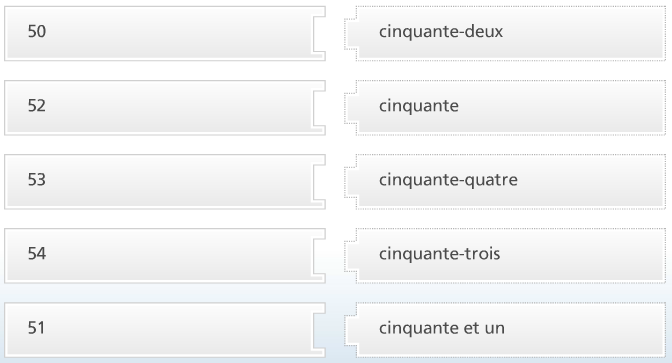 50
cinquante-deux
52
cinquante
53
cinquante-quatre
54
cinquante-trois
51
cinquante et un